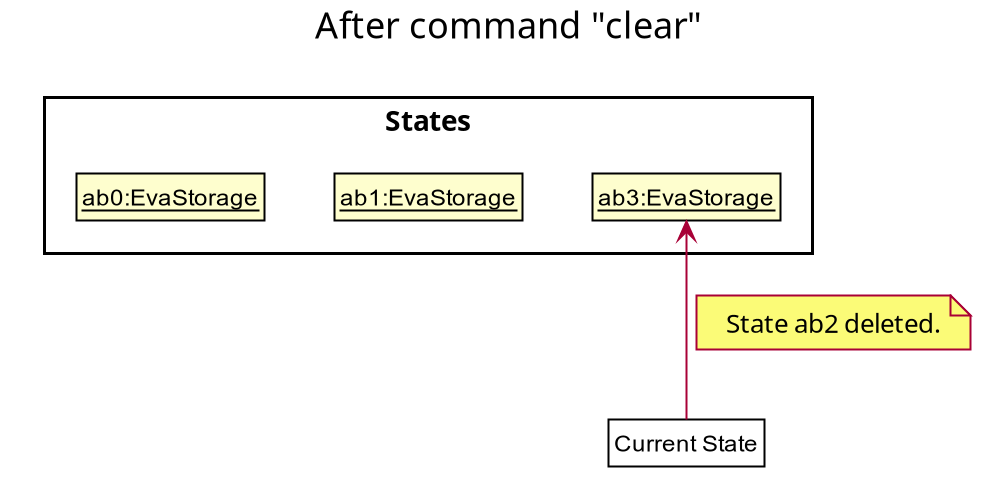 After command "clear"
States
ab0:EvaStorage
ab1:EvaStorage
ab3:EvaStorage
State ab2 deleted.
Current State